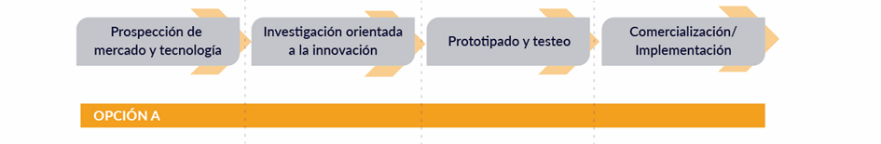 Prospección de
mercado y tecnología
Investigación orientada
a la innovación
Prototipado y testeo
Comercialización/
Implementación
OPCIÓN A